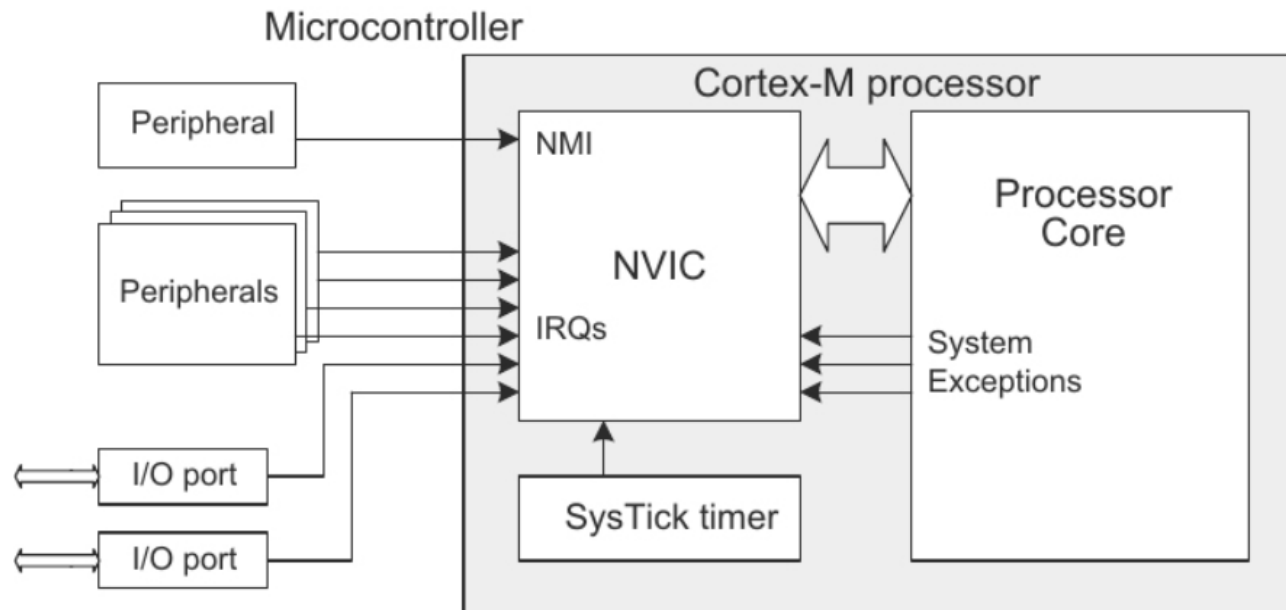 Microcontroller
Cortex-M processor
Peripheral
NMI
Processor
Core
NVIC
Peripherals
IRQs
System
Exceptions
I/O port
SysTick timer
I/O port